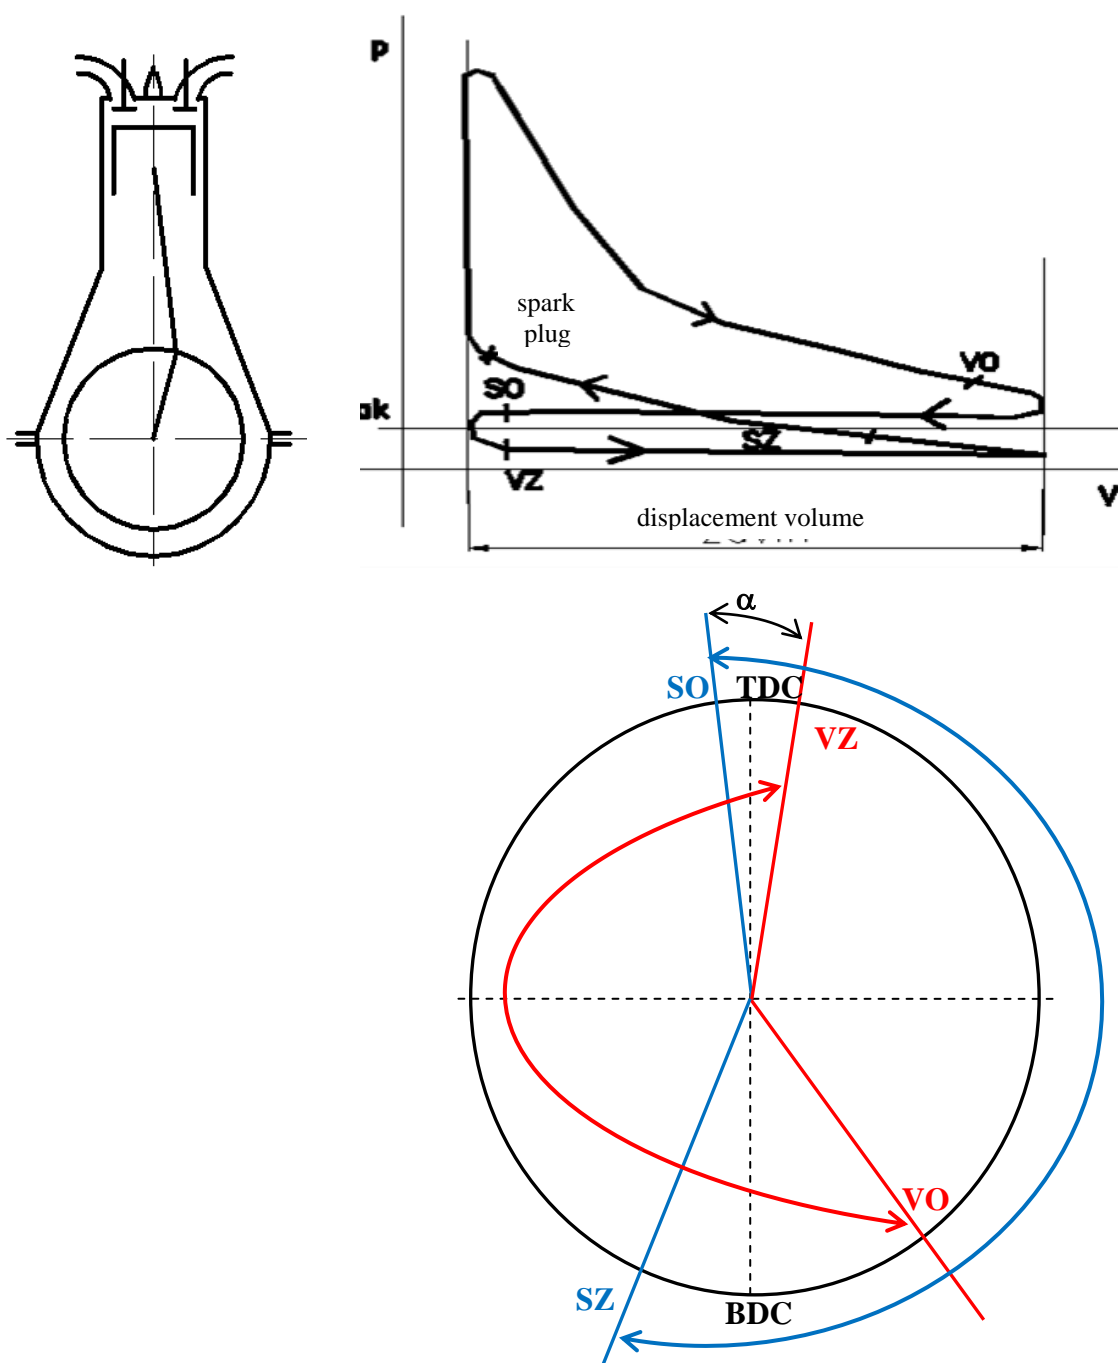 p
spark
plug
VO
SO
ak
SZ
VZ
V
displacement volume
α
SO
TDC
VZ
VO
SZ
BDC